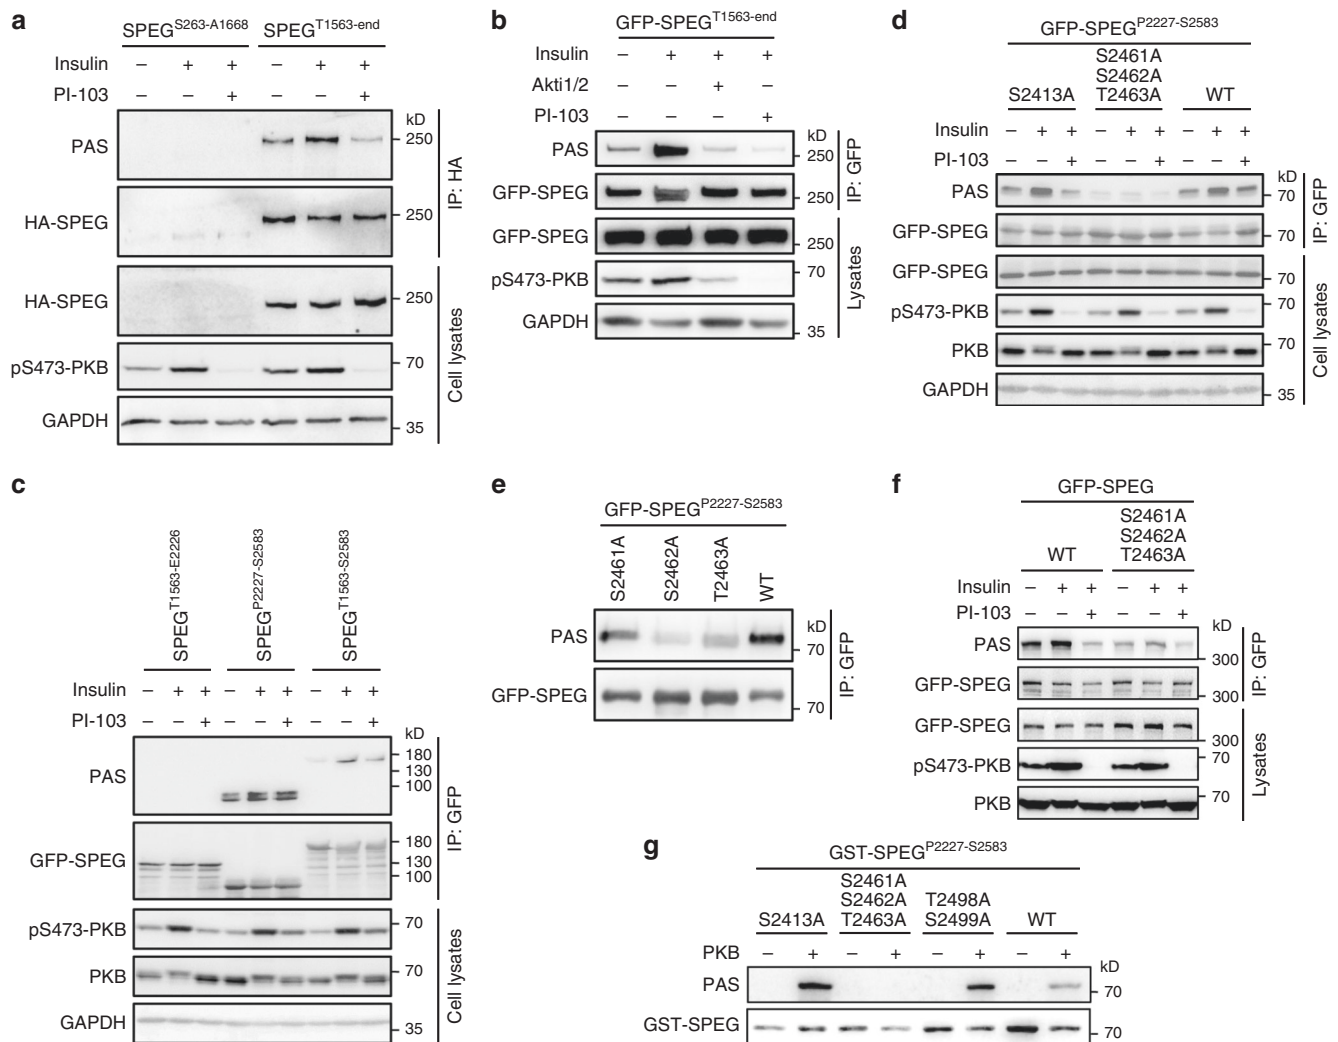 a
SPEG^S263-A1668 SPEG^T1563-end
Insulin – + + – + +
PI-103 – – + – – +
kD
PAS 250
HA-SPEG 250
IP: HA
HA-SPEG 250
pS473-PKB 70
GAPDH 35
Cell lysates
b
GFP-SPEG^T1563-end
Insulin – + + +
Akti1/2 – – + –
PI-103 – – – +
kD
PAS 250
GFP-SPEG 250
IP: GFP
GFP-SPEG 250
pS473-PKB 70
GAPDH 35
Lysates
d
GFP-SPEG^P2227-S2583
S2461A
S2462A
S2413A T2463A WT
Insulin – + + – + + – + +
PI-103 – – + – – + – – +
kD
PAS 70
GFP-SPEG 70
IP: GFP
GFP-SPEG 70
pS473-PKB 70
PKB 70
GAPDH 35
Cell lysates
c
SPEG^T1563-E2226
SPEG^P2227-S2583
SPEG^T1563-S2583
Insulin – + + – + + – + +
PI-103 – – + – – + – – +
kD
PAS 180
130
100
GFP-SPEG 180
130
100
IP: GFP
pS473-PKB 70
PKB 70
GAPDH 35
Cell lysates
e
GFP-SPEG^P2227-S2583
S2461A
S2462A
T2463A
WT
kD
PAS 70
GFP-SPEG 70
IP: GFP
f
GFP-SPEG
S2461A
S2462A
WT T2463A
Insulin – + + – + +
PI-103 – – + – – +
kD
PAS 300
GFP-SPEG 300
IP: GFP
GFP-SPEG 300
pS473-PKB 70
PKB 70
Lysates
g
GST-SPEG^P2227-S2583
S2461A
S2462A T2498A
S2413A T2463A S2499A WT
PKB – + – + – + – +
kD
PAS 70
GST-SPEG 70